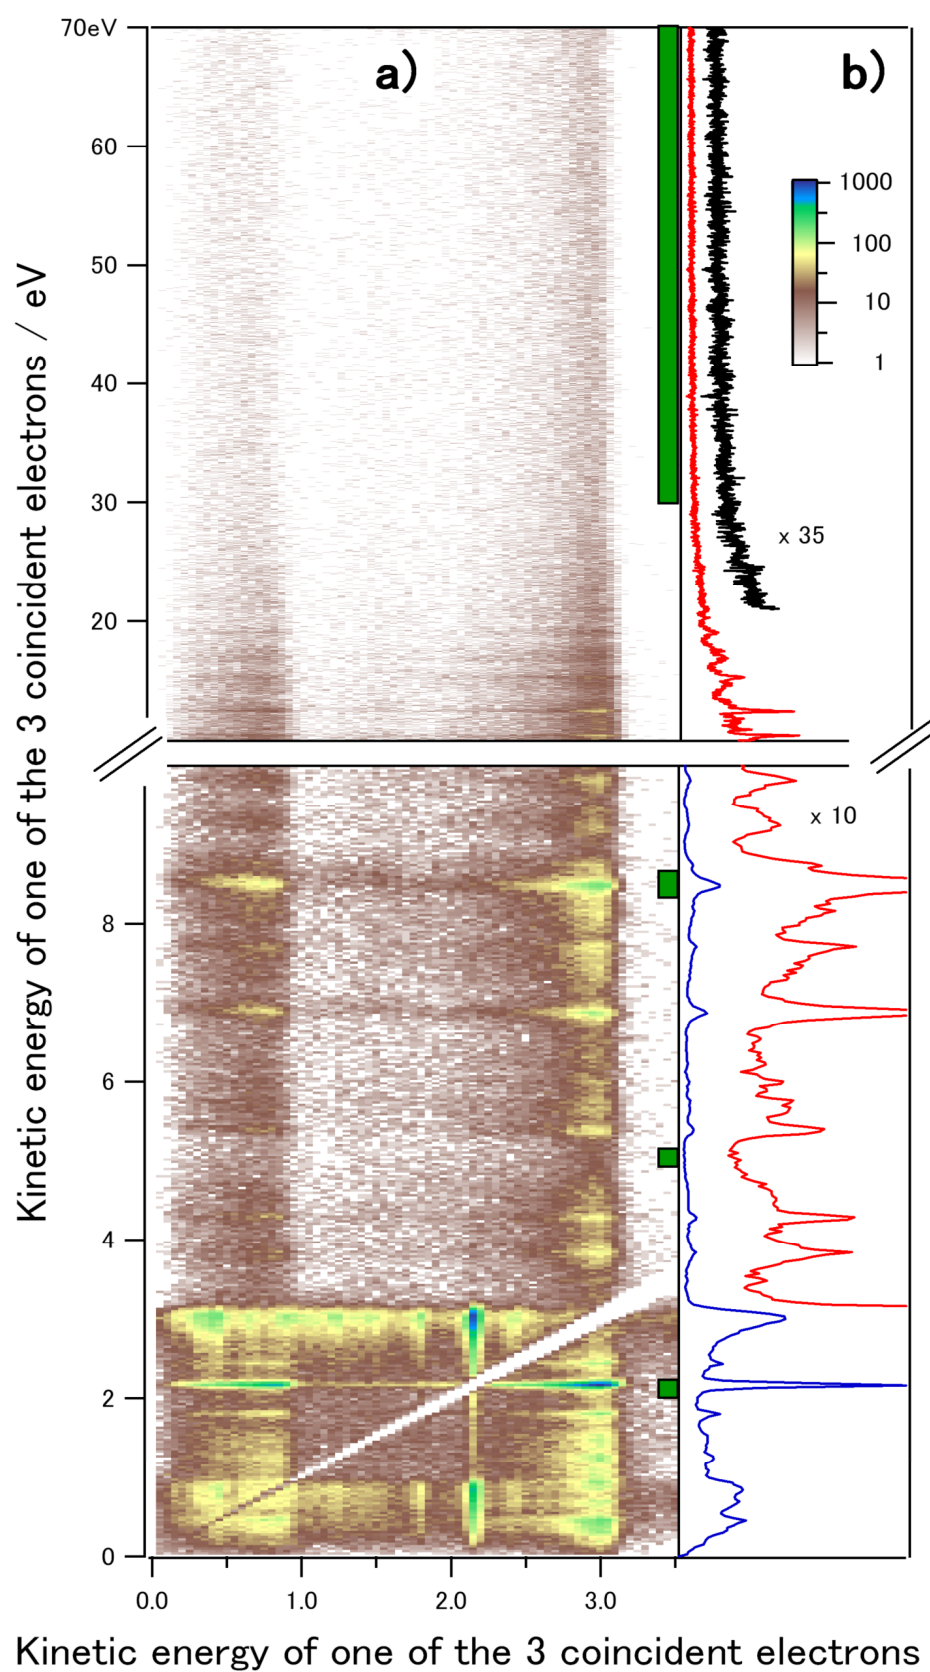 70eV
a)
b)
60
1000
100
50
10
1
40
30
x 35
20
x 10
8
6
4
2
0
0.0 1.0 2.0 3.0
Kinetic energy of one of the 3 coincident electrons / eV
Kinetic energy of one of the 3 coincident electrons